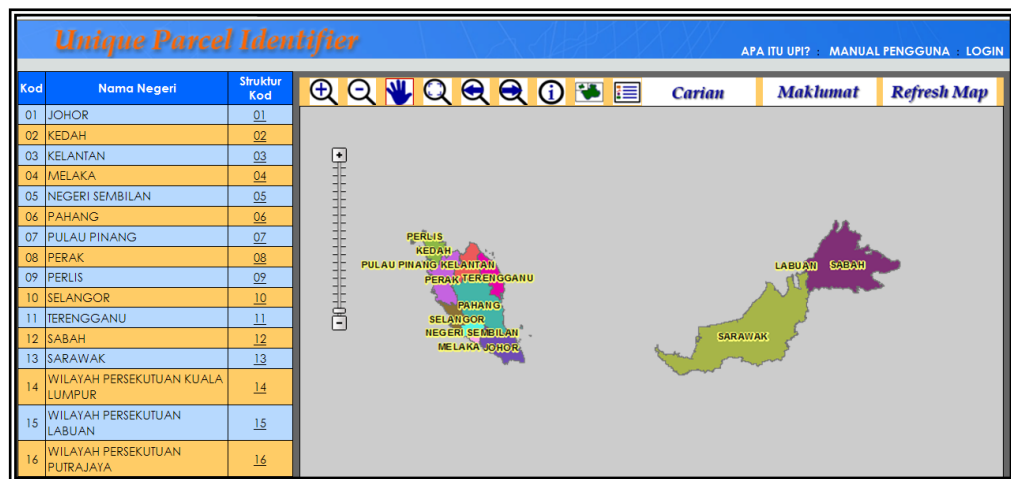 Unique Parcel Identifier
APA ITU UPI? : MANUAL PENGGUNA : LOGIN
Kod Nama Negeri Struktur Kod
Carian Maklumat Refresh Map
01 JOHOR 01
02 KEDAH 02
03 KELANTAN 03
04 MELAKA 04
05 NEGERI SEMBILAN 05
06 PAHANG 06
07 PULAU PINANG 07
08 PERAK 08
09 PERLIS 09
10 SELANGOR 10
11 TERENGGANU 11
12 SABAH 12
13 SARAWAK 13
14 WILAYAH PERSEKUTUAN KUALA LUMPUR 14
15 WILAYAH PERSEKUTUAN LABUAN 15
16 WILAYAH PERSEKUTUAN PUTRAJAYA 16
PERLIS
KEDAH
PULAU PINANG KELANTAN
PERAK TERENGGANU
PAHANG
SELANGOR
NEGERI SEMBILAN
MELAKA JOHOR
LABUAN SABAH
SARAWAK